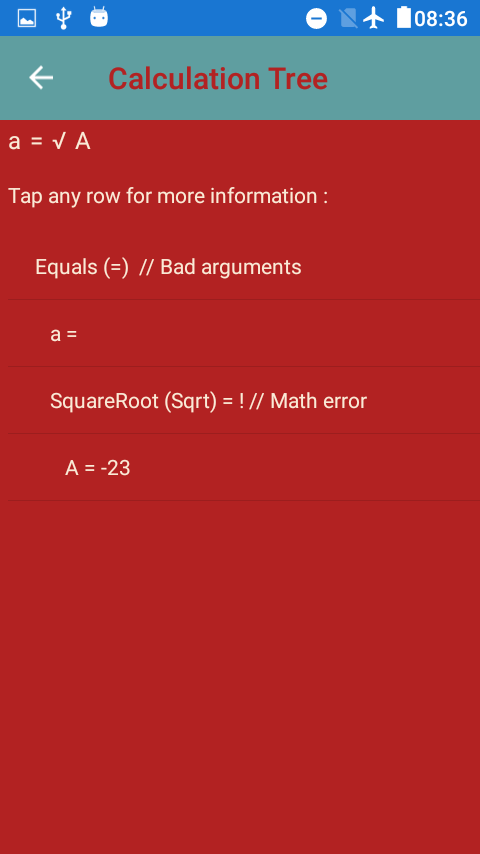 08:36
Calculation Tree
a = √ A
Tap any row for more information :
Equals (=) // Bad arguments
a =
SquareRoot (Sqrt) = ! // Math error
A = -23